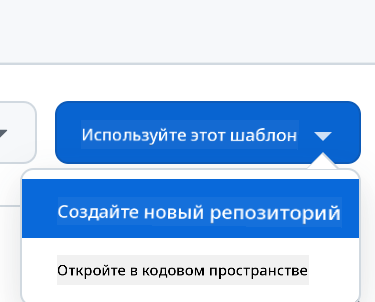 Используйте этот шаблон
Создайте новый репозиторий
Откройте в кодовом пространстве